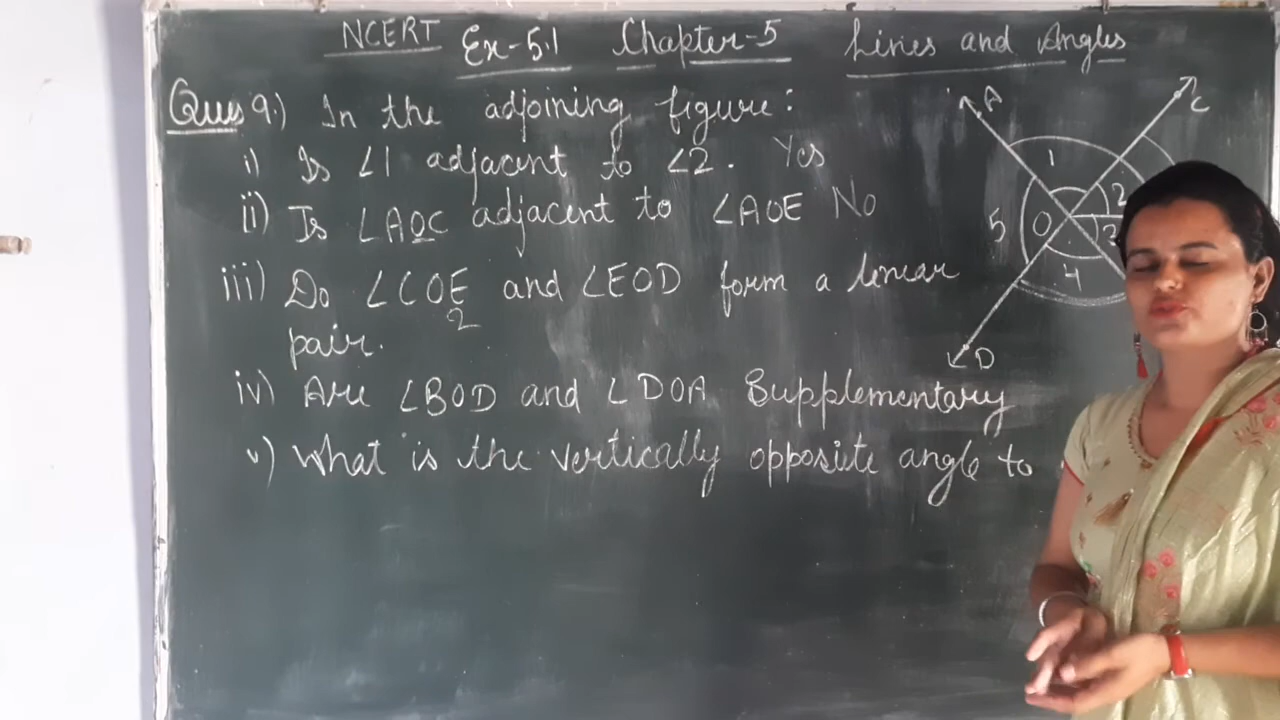 NCERT Ex-5.1 Chapter-5 Lines and Angles
Ques 9.) In the adjoining figure:
i) Is ∠1 adjacent to ∠2. Yes
ii) Is ∠AOC adjacent to ∠AOE No
iii) Do ∠COE and ∠EOD form a linear
2
pair.
iv) Are ∠BOD and ∠DOA Supplementary
v) What is the vertically opposite angle to
A
C
1
2
5
O
3
4
D